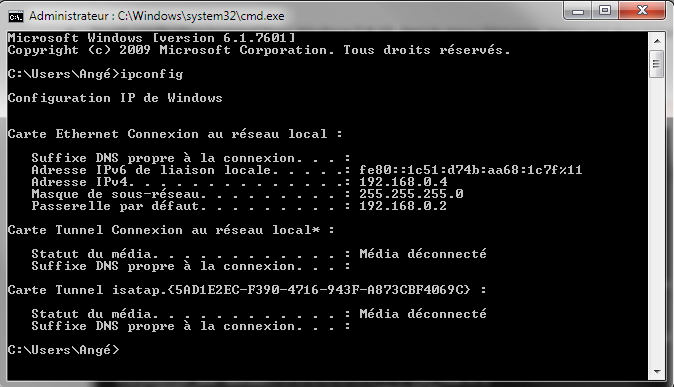 Administrateur : C:\Windows\system32\cmd.exe
Microsoft Windows [version 6.1.7601]
Copyright (c) 2009 Microsoft Corporation. Tous droits réservés.
C:\Users\Angé>ipconfig
Configuration IP de Windows
Carte Ethernet Connexion au réseau local :
Suffixe DNS propre à la connexion. . . :
Adresse IPv6 de liaison locale. . . . .: fe80::1c51:d74b:aa68:1c7f%11
Adresse IPv4. . . . . . . . . . . . . .: 192.168.0.4
Masque de sous-réseau. . . . . . . . . : 255.255.255.0
Passerelle par défaut. . . . . . . . . : 192.168.0.2
Carte Tunnel Connexion au réseau local* :
Statut du média. . . . . . . . . . . . : Média déconnecté
Suffixe DNS propre à la connexion. . . :
Carte Tunnel isatap.{5AD1E2EC-F390-4716-943F-A873CBF4069C} :
Statut du média. . . . . . . . . . . . : Média déconnecté
Suffixe DNS propre à la connexion. . . :
C:\Users\Angé>